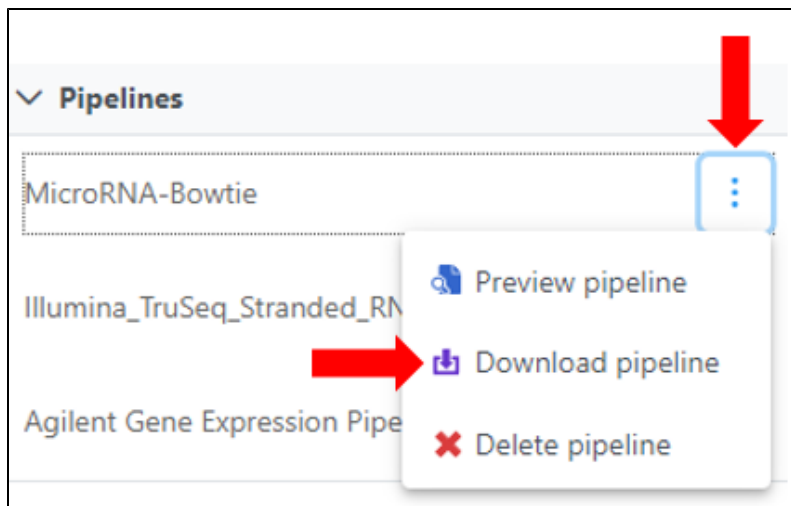 Pipelines
MicroRNA-Bowtie
Preview pipeline
Illumina_TruSeq_Stranded_RN
Download pipeline
Agilent Gene Expression Pipe
Delete pipeline